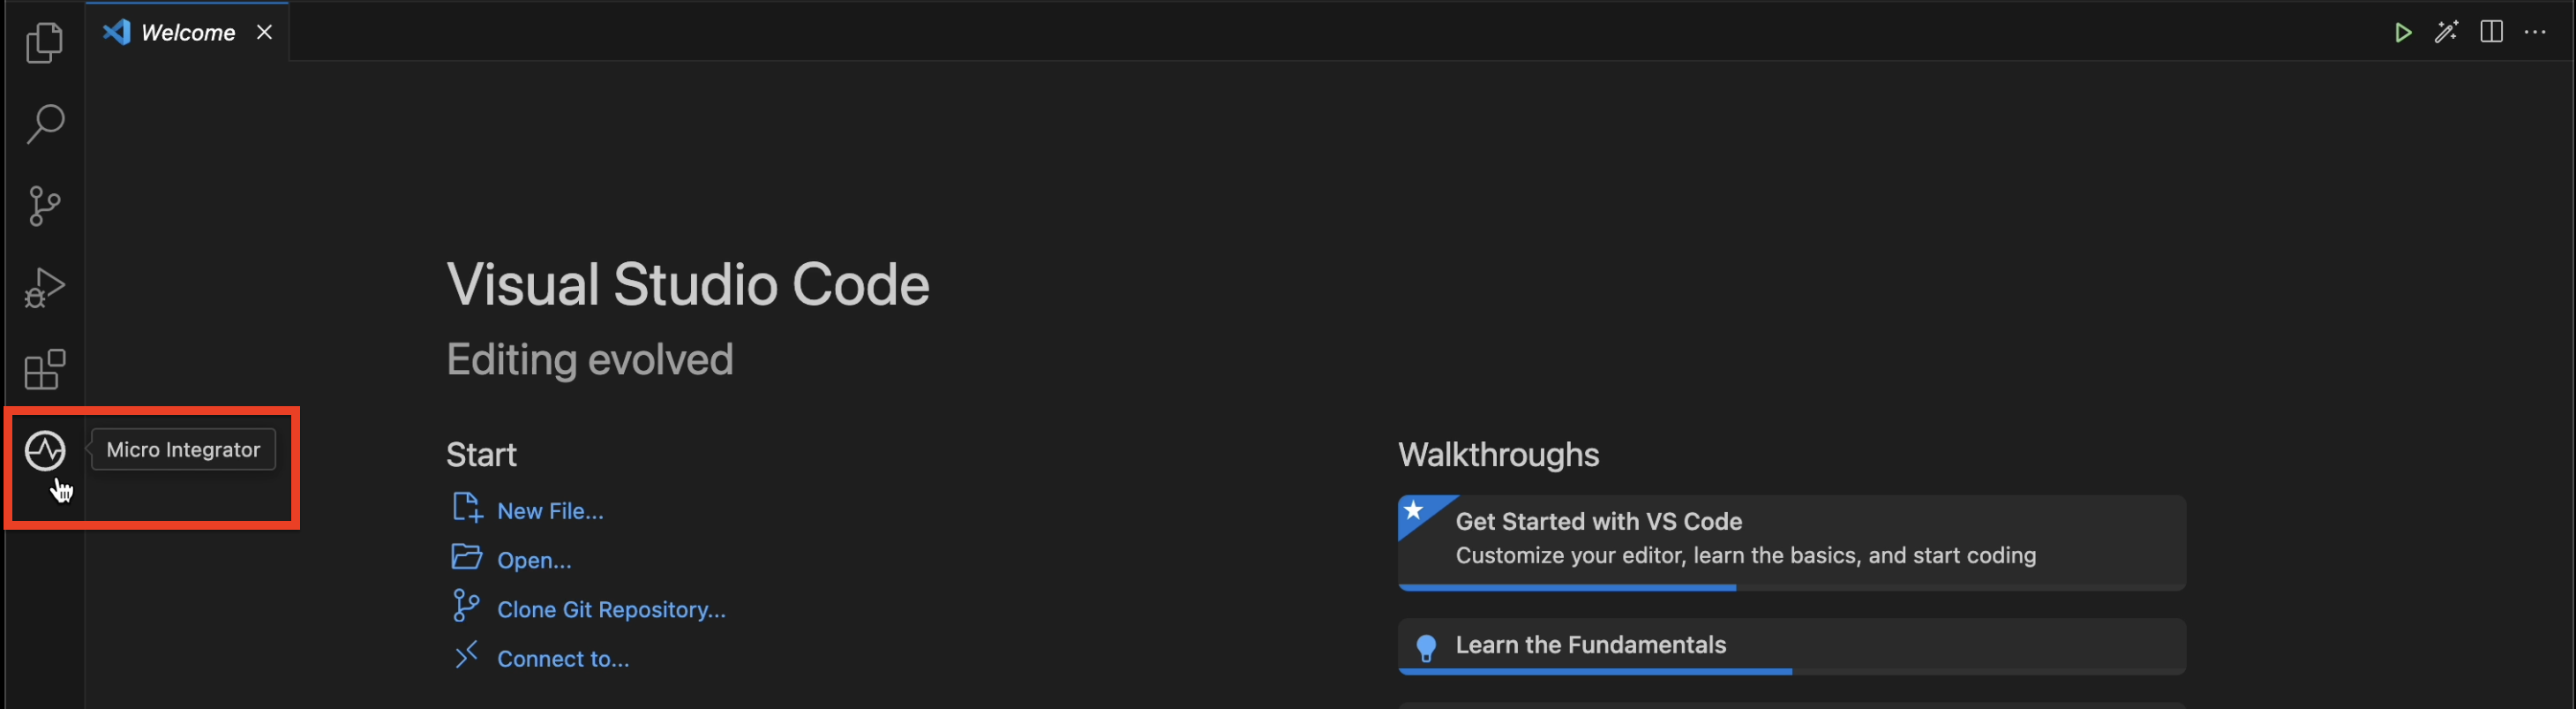 Welcome
Visual Studio Code
Editing evolved
Micro Integrator
Start
New File...
Open...
Clone Git Repository...
Connect to...
Walkthroughs
Get Started with VS Code
Customize your editor, learn the basics, and start coding
Learn the Fundamentals